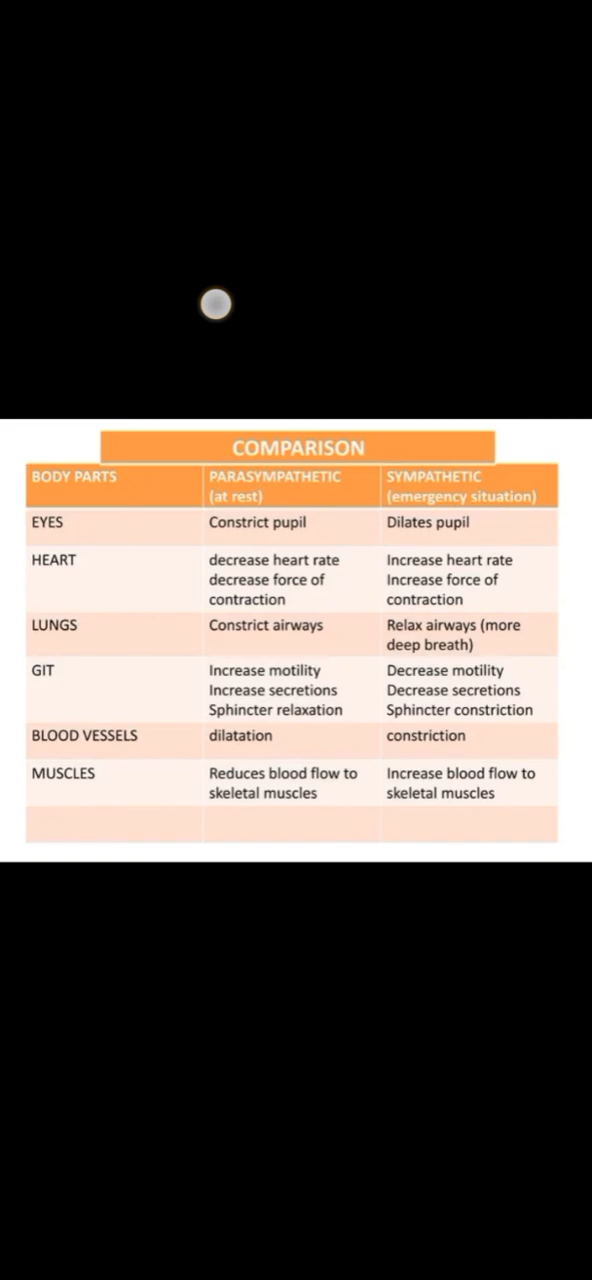 COMPARISON
BODY PARTS
PARASYMPATHETIC
(at rest)
SYMPATHETIC
(emergency situation)
EYES
Constrict pupil
Dilates pupil
HEART
decrease heart rate
decrease force of
contraction
Increase heart rate
Increase force of
contraction
LUNGS
Constrict airways
Relax airways (more
deep breath)
GIT
Increase motility
Increase secretions
Sphincter relaxation
Decrease motility
Decrease secretions
Sphincter constriction
BLOOD VESSELS
dilatation
constriction
MUSCLES
Reduces blood flow to
skeletal muscles
Increase blood flow to
skeletal muscles